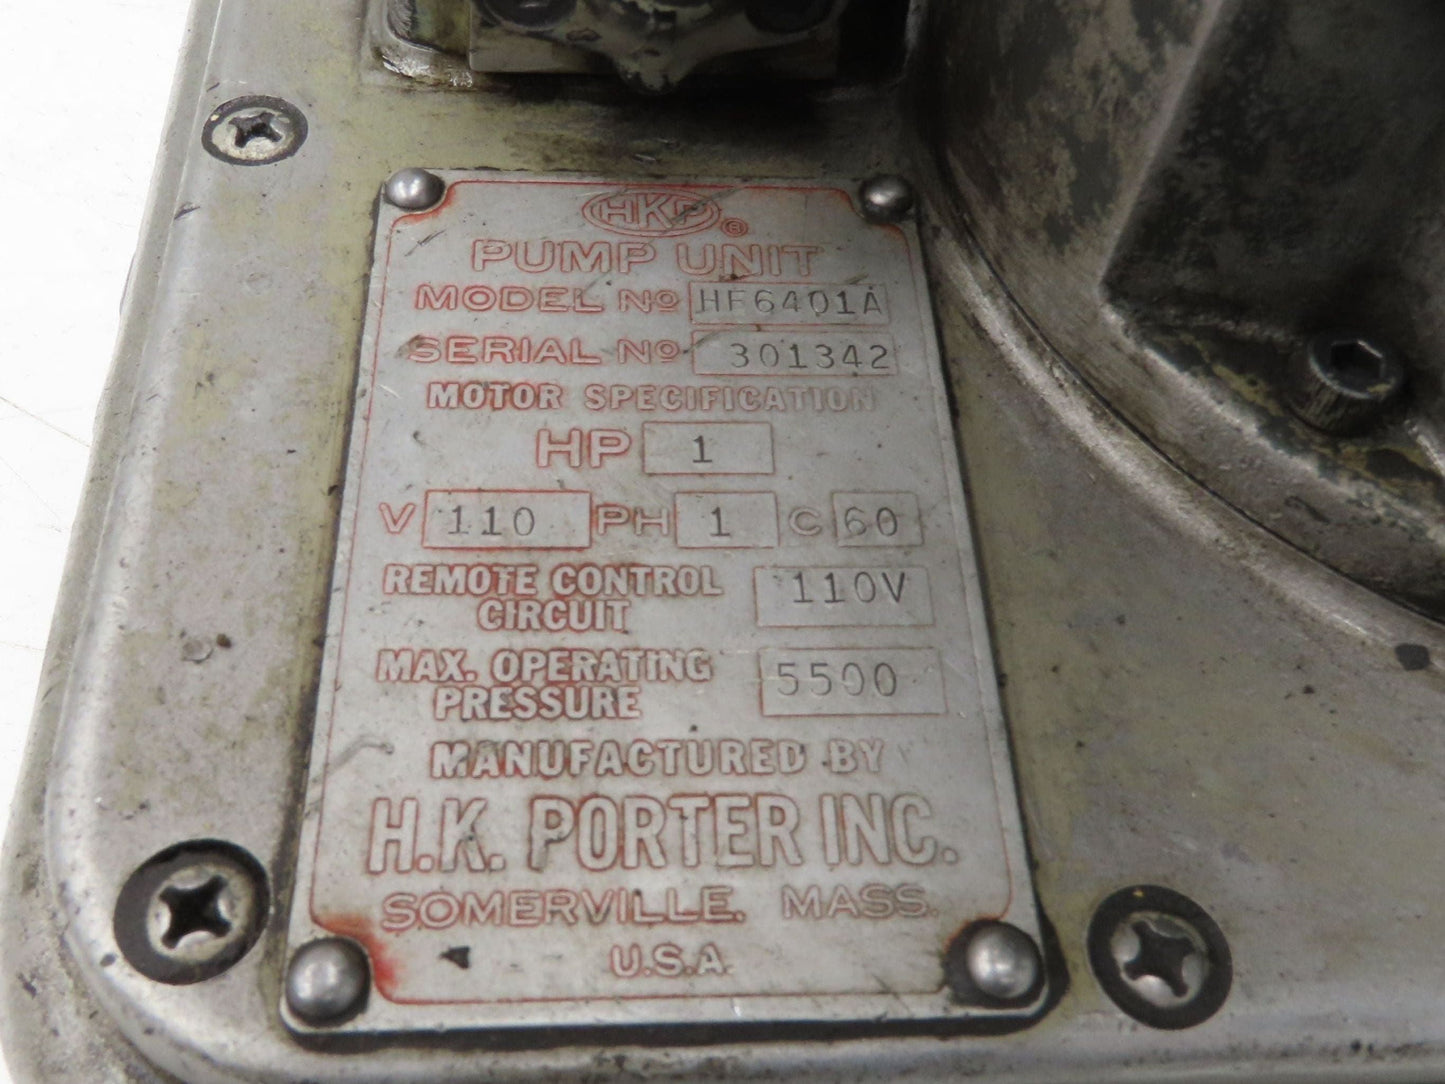 HKP ®
PUMP UNIT
MODEL No HF6401A
SERIAL No 301342
MOTOR SPECIFICATION
HP 1
V 110 PH 1 C 60
REMOTE CONTROL CIRCUIT 110V
MAX. OPERATING PRESSURE 5500
MANUFACTURED BY
H.K. PORTER INC.
SOMERVILLE, MASS.
U.S.A.